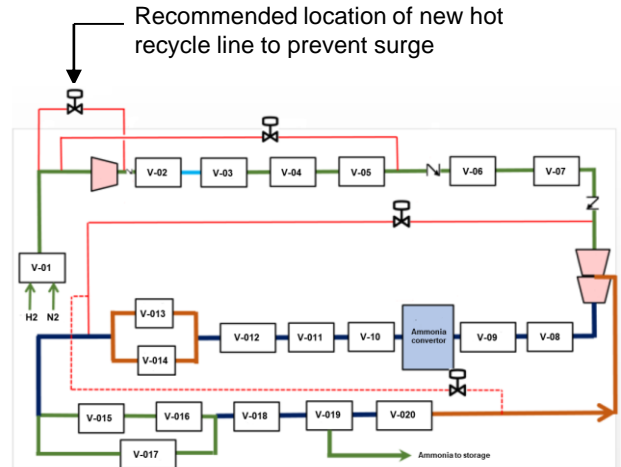 Recommended location of new hot
recycle line to prevent surge
V-02
V-03
V-04
V-05
V-06
V-07
V-01
H2 N2
V-013
V-014
V-012
V-011
V-10
Ammonia
convertor
V-09
V-08
V-015
V-016
V-017
V-018
V-019
V-020
Ammonia to storage